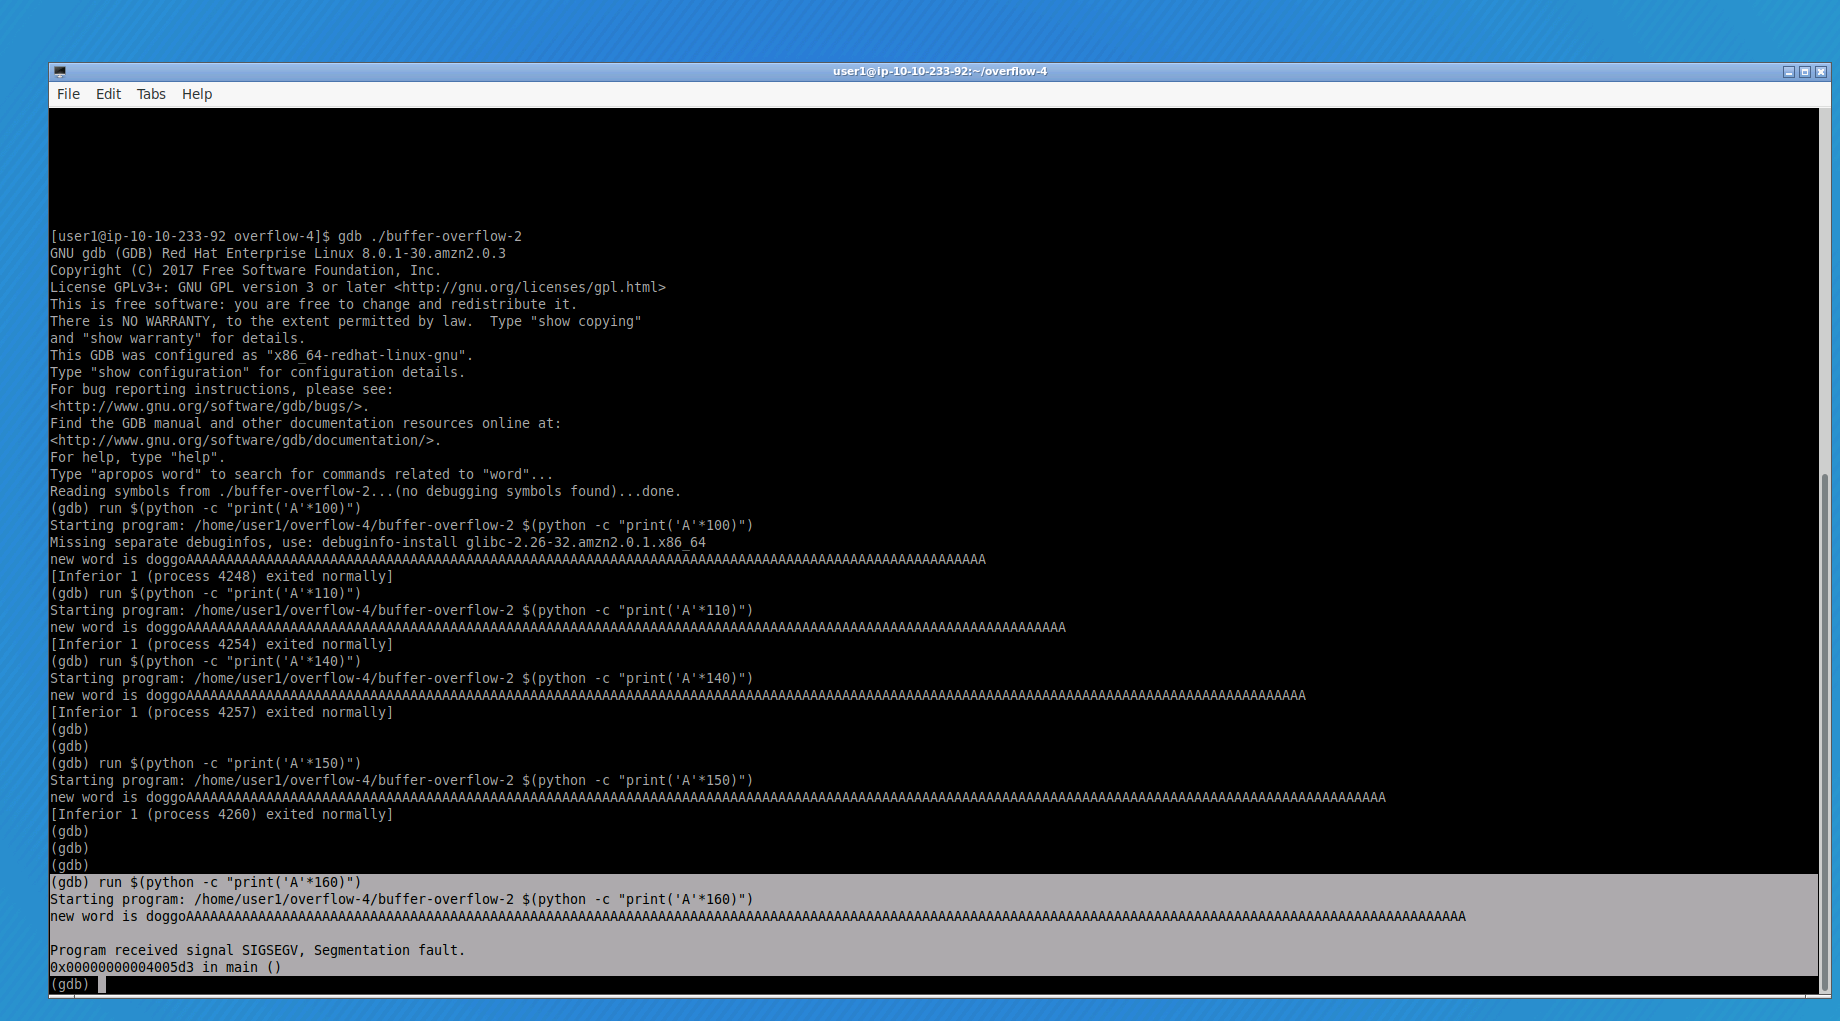 user1@ip-10-10-233-92:~/overflow-4
File Edit Tabs Help
[user1@ip-10-10-233-92 overflow-4]$ gdb ./buffer-overflow-2
GNU gdb (GDB) Red Hat Enterprise Linux 8.0.1-30.amzn2.0.3
Copyright (C) 2017 Free Software Foundation, Inc.
License GPLv3+: GNU GPL version 3 or later <http://gnu.org/licenses/gpl.html>
This is free software: you are free to change and redistribute it.
There is NO WARRANTY, to the extent permitted by law.  Type "show copying"
and "show warranty" for details.
This GDB was configured as "x86_64-redhat-linux-gnu".
Type "show configuration" for configuration details.
For bug reporting instructions, please see:
<http://www.gnu.org/software/gdb/bugs/>.
Find the GDB manual and other documentation resources online at:
<http://www.gnu.org/software/gdb/documentation/>.
For help, type "help".
Type "apropos word" to search for commands related to "word"...
Reading symbols from ./buffer-overflow-2...(no debugging symbols found)...done.
(gdb) run $(python -c "print('A'*100)")
Starting program: /home/user1/overflow-4/buffer-overflow-2 $(python -c "print('A'*100)")
Missing separate debuginfos, use: debuginfo-install glibc-2.26-32.amzn2.0.1.x86_64
new word is doggoAAAAAAAAAAAAAAAAAAAAAAAAAAAAAAAAAAAAAAAAAAAAAAAAAAAAAAAAAAAAAAAAAAAAAAAAAAAAAAAAAAAAAAAAAAAAAAAAAAAA
[Inferior 1 (process 4248) exited normally]
(gdb) run $(python -c "print('A'*110)")
Starting program: /home/user1/overflow-4/buffer-overflow-2 $(python -c "print('A'*110)")
new word is doggoAAAAAAAAAAAAAAAAAAAAAAAAAAAAAAAAAAAAAAAAAAAAAAAAAAAAAAAAAAAAAAAAAAAAAAAAAAAAAAAAAAAAAAAAAAAAAAAAAAAAAAAAAAAAAA
[Inferior 1 (process 4254) exited normally]
(gdb) run $(python -c "print('A'*140)")
Starting program: /home/user1/overflow-4/buffer-overflow-2 $(python -c "print('A'*140)")
new word is doggoAAAAAAAAAAAAAAAAAAAAAAAAAAAAAAAAAAAAAAAAAAAAAAAAAAAAAAAAAAAAAAAAAAAAAAAAAAAAAAAAAAAAAAAAAAAAAAAAAAAAAAAAAAAAAAAAAAAAAAAAAAAAAAAAAAAAAAAAAAAA
[Inferior 1 (process 4257) exited normally]
(gdb)
(gdb)
(gdb) run $(python -c "print('A'*150)")
Starting program: /home/user1/overflow-4/buffer-overflow-2 $(python -c "print('A'*150)")
new word is doggoAAAAAAAAAAAAAAAAAAAAAAAAAAAAAAAAAAAAAAAAAAAAAAAAAAAAAAAAAAAAAAAAAAAAAAAAAAAAAAAAAAAAAAAAAAAAAAAAAAAAAAAAAAAAAAAAAAAAAAAAAAAAAAAAAAAAAAAAAAAAAAAAAAAAAA
[Inferior 1 (process 4260) exited normally]
(gdb)
(gdb)
(gdb)
(gdb) run $(python -c "print('A'*160)")
Starting program: /home/user1/overflow-4/buffer-overflow-2 $(python -c "print('A'*160)")
new word is doggoAAAAAAAAAAAAAAAAAAAAAAAAAAAAAAAAAAAAAAAAAAAAAAAAAAAAAAAAAAAAAAAAAAAAAAAAAAAAAAAAAAAAAAAAAAAAAAAAAAAAAAAAAAAAAAAAAAAAAAAAAAAAAAAAAAAAAAAAAAAAAAAAAAAAAAAAAAAAAAAA
Program received signal SIGSEGV, Segmentation fault.
0x00000000004005d3 in main ()
(gdb)